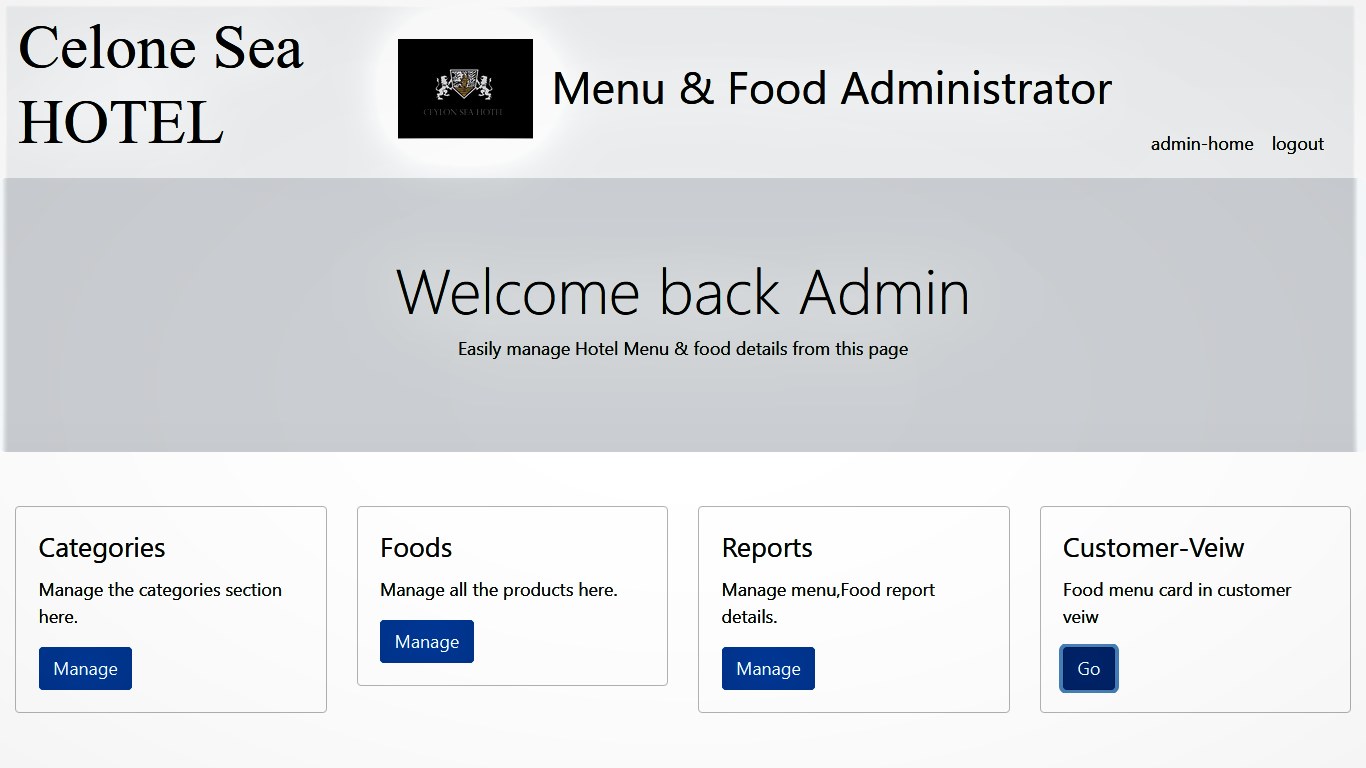 Celone Sea
HOTEL
CEYLON SEA HOTEL
Menu & Food Administrator
admin-home logout
Welcome back Admin
Easily manage Hotel Menu & food details from this page
Categories
Manage the categories section
here.
Manage
Foods
Manage all the products here.
Manage
Reports
Manage menu,Food report
details.
Manage
Customer-Veiw
Food menu card in customer
veiw
Go